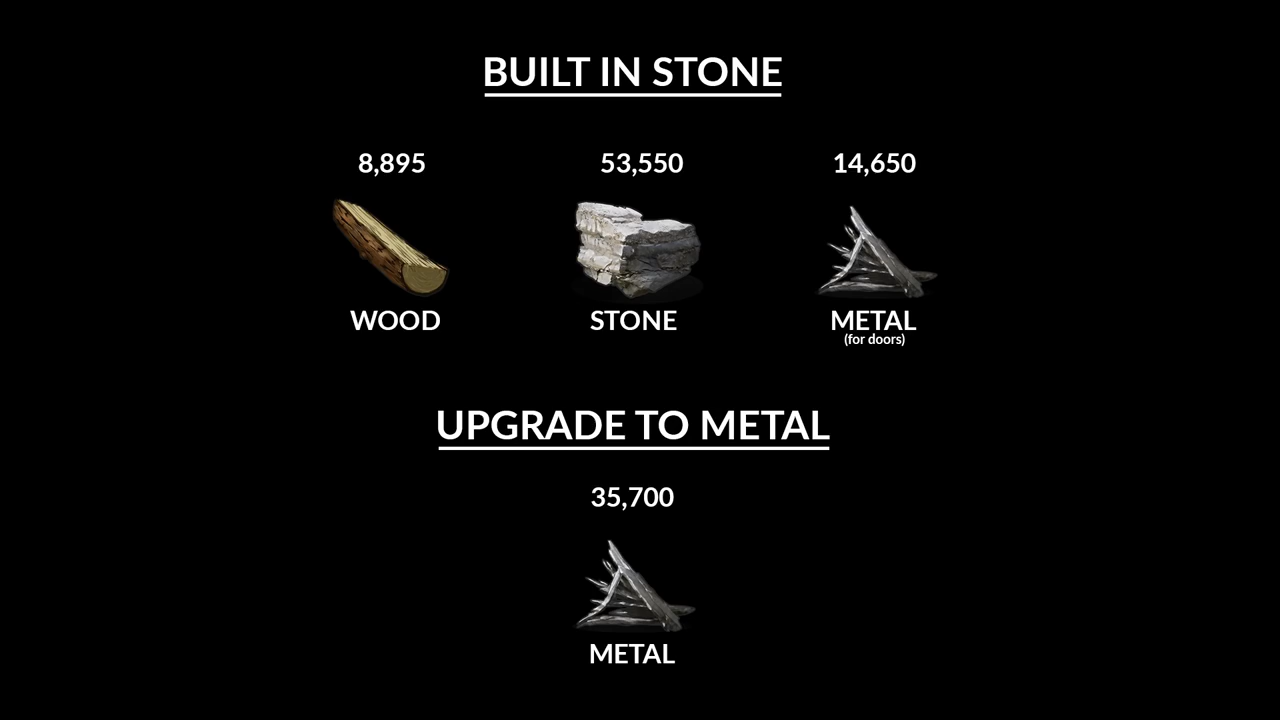 BUILT IN STONE
8,895 53,550 14,650
WOOD STONE METAL
(for doors)
UPGRADE TO METAL
35,700
METAL